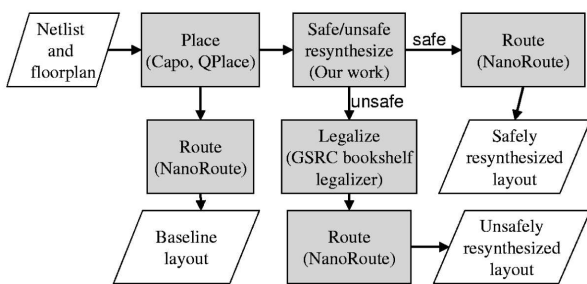 Netlist
and
floorplan
Place
(Capo, QPlace)
Safe/unsafe
resynthesize
(Our work)
safe
Route
(NanoRoute)
unsafe
Route
(NanoRoute)
Legalize
(GSRC bookshelf
legalizer)
Safely
resynthesized
layout
Baseline
layout
Route
(NanoRoute)
Unsafely
resynthesized
layout